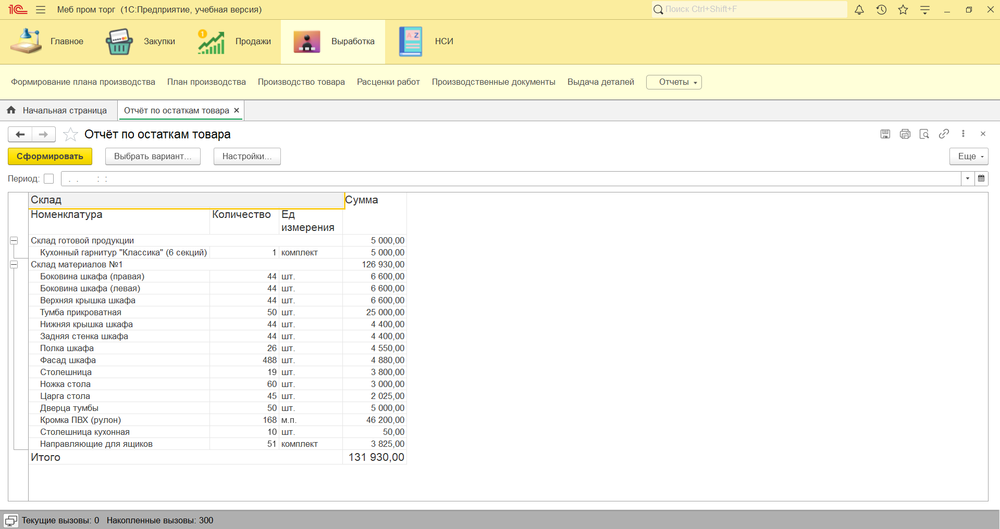 1С Меб пром торг (1С:Предприятие, учебная версия) Поиск Ctrl+Shift+F
Главное Закупки 1 Продажи Выработка A Z НСИ
Формирование плана производства План производства Производство товара Расценки работ Производственные документы Выдача деталей Отчеты
Начальная страница Отчёт по остаткам товара
Отчёт по остаткам товара
Сформировать Выбрать вариант... Настройки... Еще
Период: . . : :
Склад Сумма
Номенклатура Количество Ед
измерения
Склад готовой продукции 5 000,00
Кухонный гарнитур "Классика" (6 секций) 1 комплект 5 000,00
Склад материалов №1 126 930,00
Боковина шкафа (правая) 44 шт. 6 600,00
Боковина шкафа (левая) 44 шт. 6 600,00
Верхняя крышка шкафа 44 шт. 6 600,00
Тумба прикроватная 50 шт. 25 000,00
Нижняя крышка шкафа 44 шт. 4 400,00
Задняя стенка шкафа 44 шт. 4 400,00
Полка шкафа 26 шт. 4 550,00
Фасад шкафа 488 шт. 4 880,00
Столешница 19 шт. 3 800,00
Ножка стола 60 шт. 3 000,00
Царга стола 45 шт. 2 025,00
Дверца тумбы 50 шт. 5 000,00
Кромка ПВХ (рулон) 168 м.п. 46 200,00
Столешница кухонная 10 шт. 50,00
Направляющие для ящиков 51 комплект 3 825,00
Итого 131 930,00
Текущие вызовы: 0 Накопленные вызовы: 300